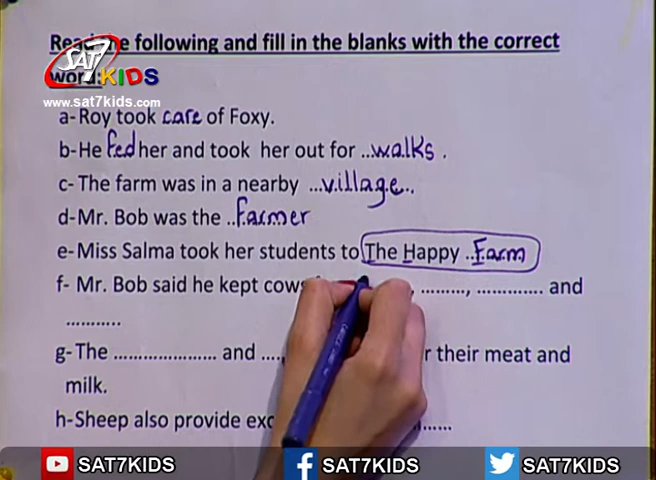 Read the following and fill in the blanks with the correct
word:
SAT7 KIDS
www.sat7kids.com
a- Roy took care of Foxy.
b- He fed her and took her out for ..walks .
c- The farm was in a nearby ...village..
d- Mr. Bob was the ..Farmer
e- Miss Salma took her students to The Happy ..Farm
f- Mr. Bob said he kept cows ........., ............. and
...........
g- The ..................... and ...., their meat and
milk.
h- Sheep also provide
SAT7KIDS SAT7KIDS SAT7KIDS